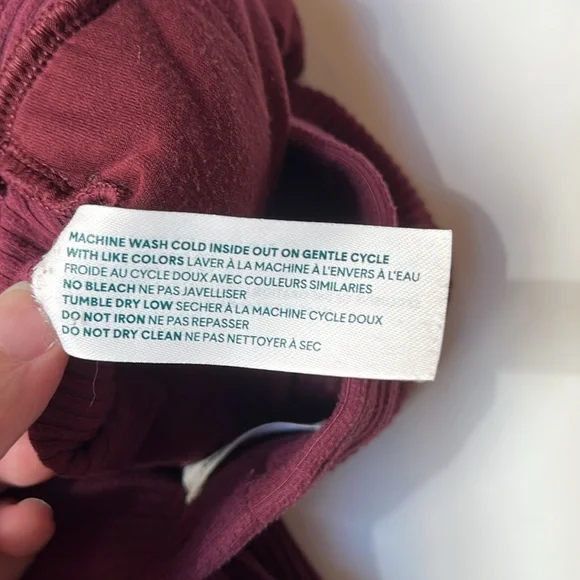 MACHINE WASH COLD INSIDE OUT ON GENTLE CYCLE
WITH LIKE COLORS LAVER À LA MACHINE À L'ENVERS À L'EAU
FROIDE AU CYCLE DOUX AVEC COULEURS SIMILARIES
NO BLEACH NE PAS JAVELLISER
TUMBLE DRY LOW SECHER À LA MACHINE CYCLE DOUX
DO NOT IRON NE PAS REPASSER
DO NOT DRY CLEAN NE PAS NETTOYER À SEC